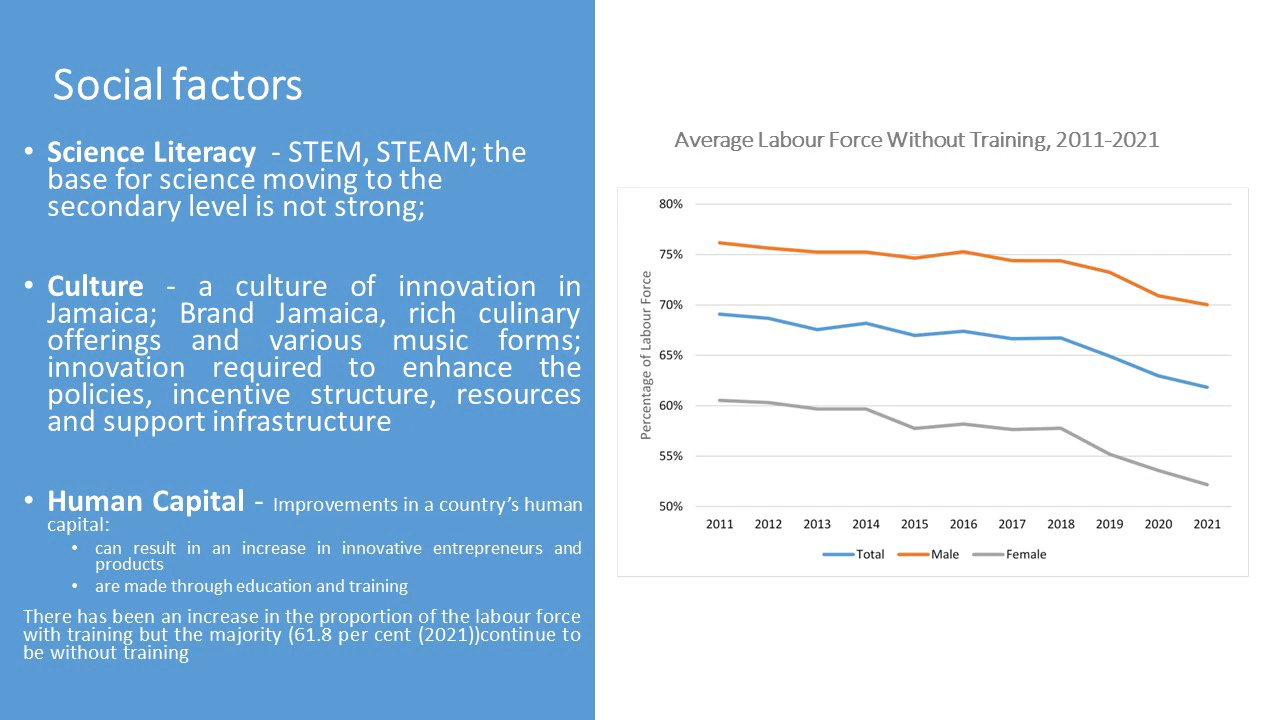 Social factors
• Science Literacy - STEM, STEAM; the
base for science moving to the
secondary level is not strong;
• Culture - a culture of innovation in
Jamaica; Brand Jamaica, rich culinary
offerings and various music forms;
innovation required to enhance the
policies, incentive structure, resources
and support infrastructure
• Human Capital - Improvements in a country’s human
capital:
• can result in an increase in innovative entrepreneurs and
products
• are made through education and training
There has been an increase in the proportion of the labour force
with training but the majority (61.8 per cent (2021))continue to
be without training
Average Labour Force Without Training, 2011-2021
Percentage of Labour Force
80%
75%
70%
65%
60%
55%
50%
2011 2012 2013 2014 2015 2016 2017 2018 2019 2020 2021
Total Male Female